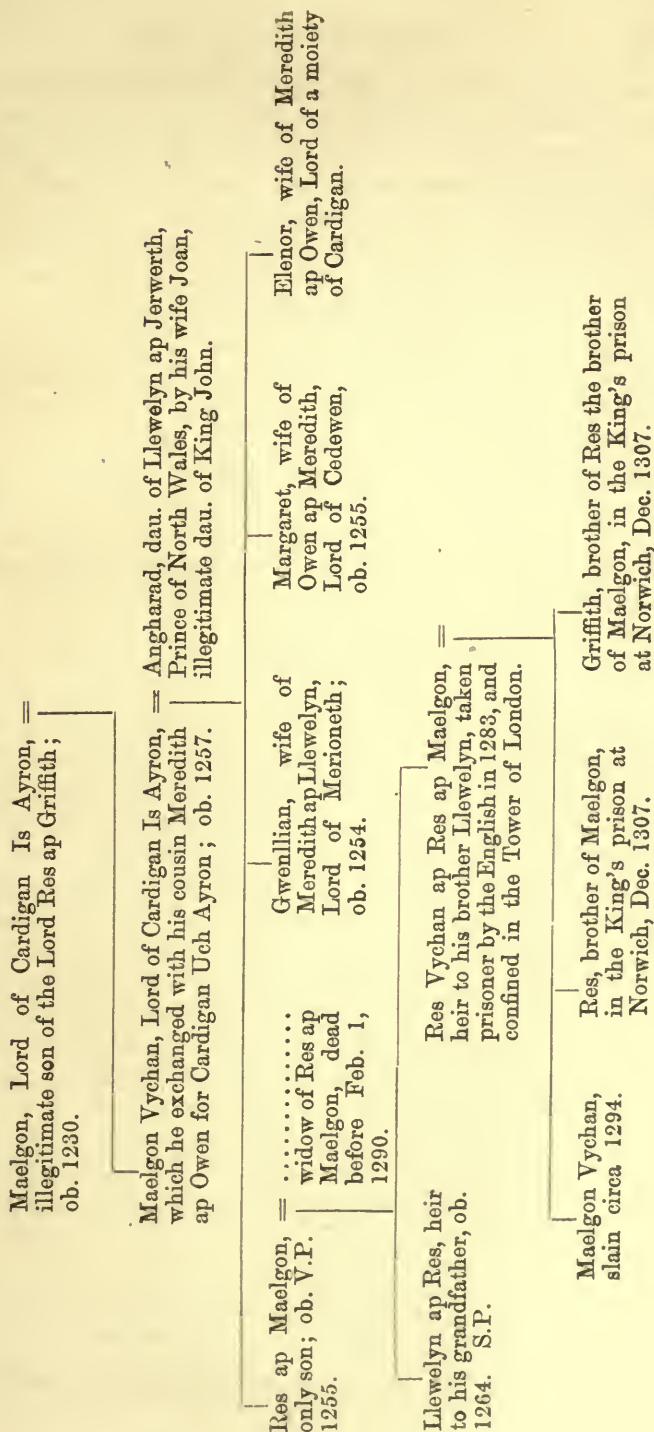 Maelgon, Lord of Cardigan Is Ayron, =
illegitimate son of the Lord Res ap Griffith;
ob. 1230.
Maelgon Vychan, Lord of Cardigan Is Ayron, =
which he exchanged with his cousin Meredith
ap Owen for Cardigan Uch Ayron; ob. 1257.
Angharad, dau. of Llewelyn ap Jerwerth,
Prince of North Wales, by his wife Joan,
illegitimate dau. of King John.
Res ap Maelgon, =
only son; ob. V.P.
1255.
..............
widow of Res ap
Maelgon, dead
before Feb. 1,
1290.
Gwenllian, wife of
Meredith ap Llewelyn,
Lord of Merioneth;
ob. 1254.
Margaret, wife of
Owen ap Meredith,
Lord of Cedewen,
ob. 1255.
Elenor, wife of Meredith
ap Owen, Lord of a moiety
of Cardigan.
Llewelyn ap Res, heir
to his grandfather, ob.
1264. S.P.
Res Vychan ap Res ap Maelgon, =
heir to his brother Llewelyn, taken
prisoner by the English in 1283, and
confined in the Tower of London.
Maelgon Vychan,
slain circa 1294.
Res, brother of Maelgon,
in the King's prison at
Norwich, Dec. 1307.
Griffith, brother of Res the brother
of Maelgon, in the King's prison
at Norwich, Dec. 1307.